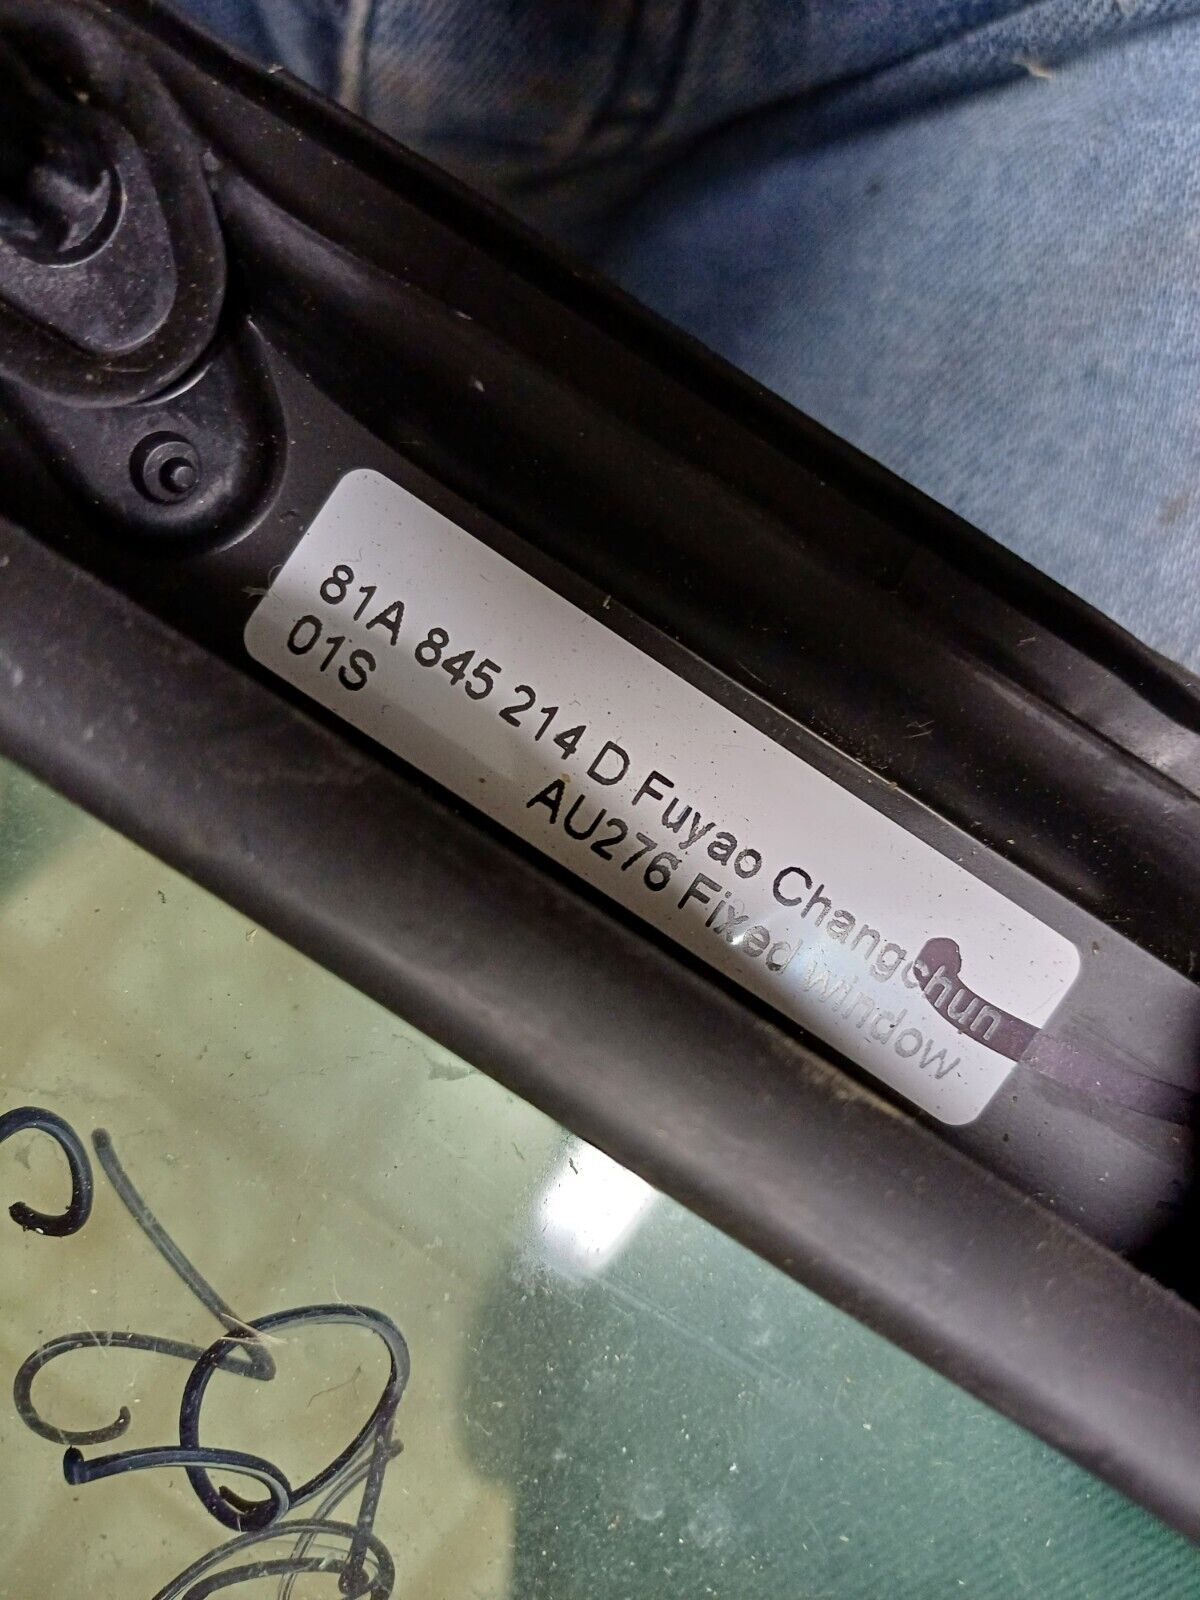 81A 845 214 D Fuyao Changchun
01S AU276 Fixed window